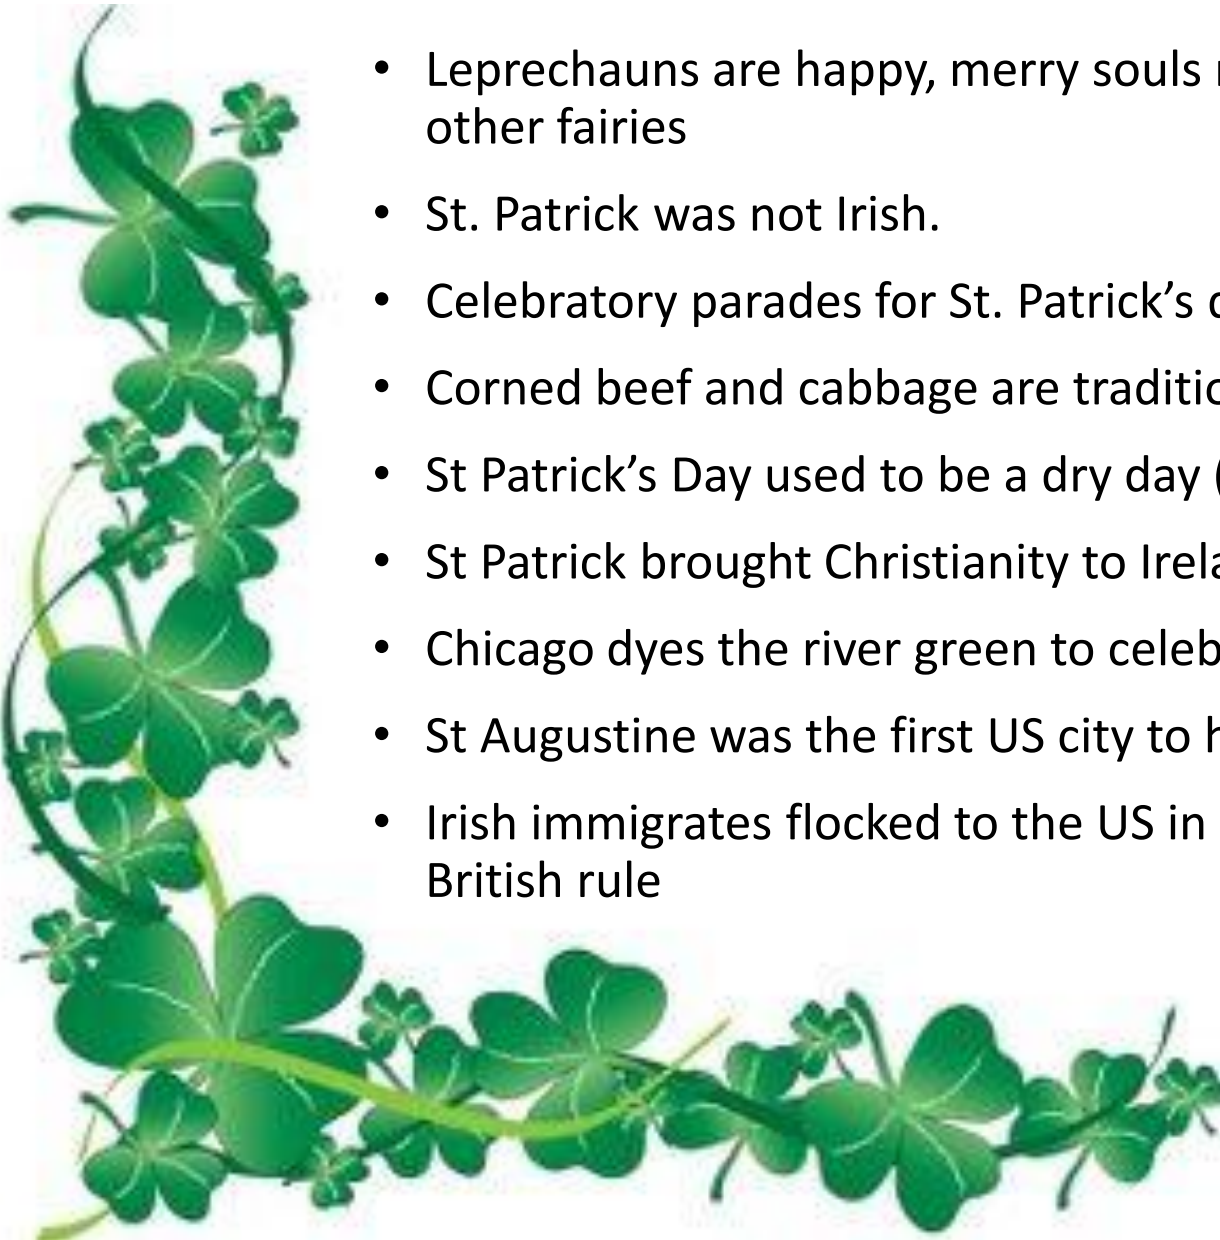 • Leprechauns are happy, merry souls
other fairies
• St. Patrick was not Irish.
• Celebratory parades for St. Patrick’s
• Corned beef and cabbage are
• St Patrick’s Day used to be a dry day (
• St Patrick brought Christianity to
• Chicago dyes the river green to
• St Augustine was the first US city to
• Irish immigrates flocked to the US in
British rule